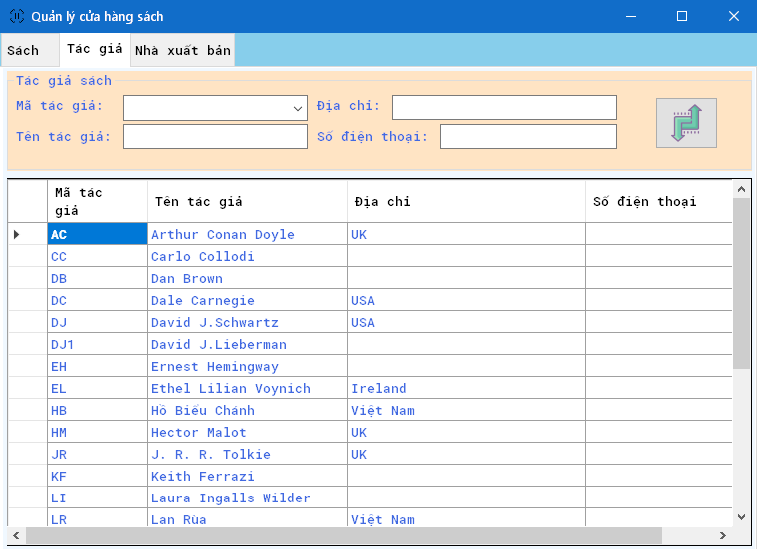 Quản lý cửa hàng sách
Sách Tác giả Nhà xuất bản
Tác giả sách
Mã tác giả: Địa chỉ:
Tên tác giả: Số điện thoại:
Mã tác giả Tên tác giả Địa chỉ Số điện thoại
AC Arthur Conan Doyle UK
CC Carlo Collodi
DB Dan Brown
DC Dale Carnegie USA
DJ David J.Schwartz USA
DJ1 David J.Lieberman
EH Ernest Hemingway
EL Ethel Lilian Voynich Ireland
HB Hồ Biểu Chánh Việt Nam
HM Hector Malot UK
JR J. R. R. Tolkie UK
KF Keith Ferrazi
LI Laura Ingalls Wilder
LR Lan Rùa Việt Nam